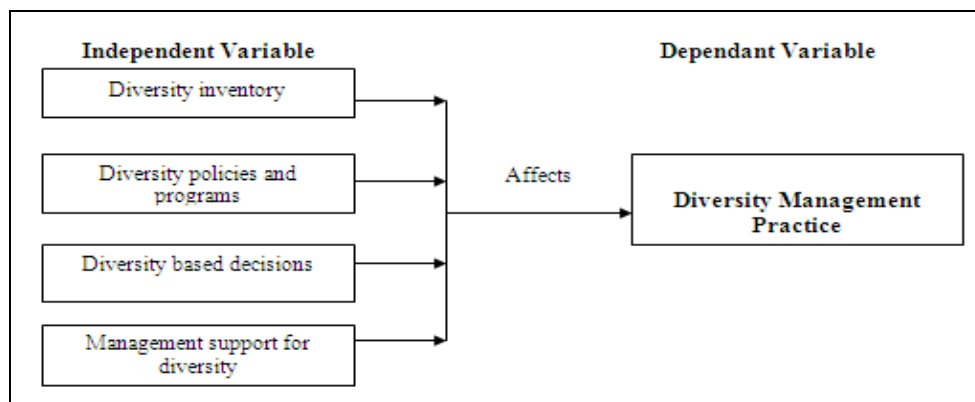 Independent Variable
Dependant Variable
Diversity inventory
Diversity policies and
programs
Affects
Diversity Management
Practice
Diversity based decisions
Management support for
diversity